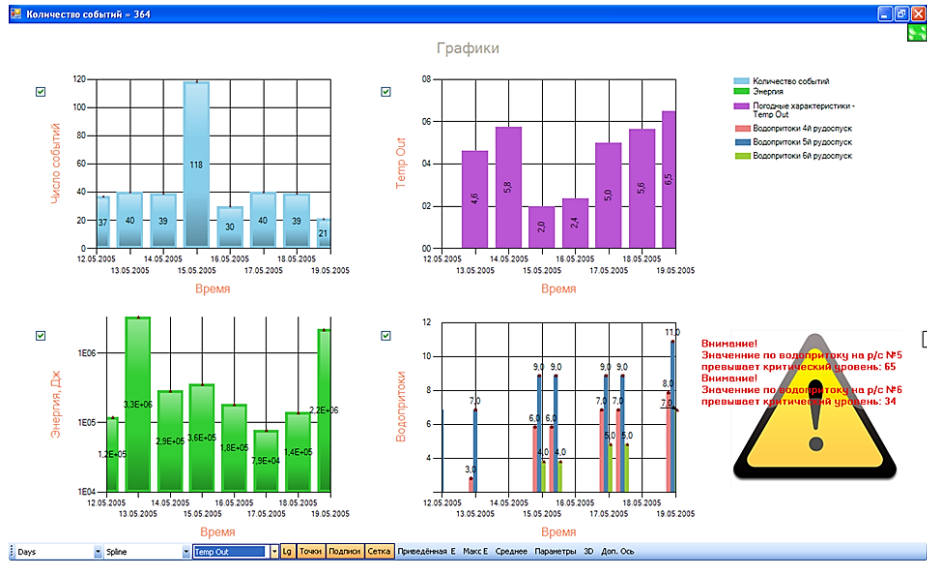 Количество событий - 364
Графики
Число событий
120
100
80
60
40
20
0
37
40
39
118
30
40
39
21
12.05.2005 14.05.2005 16.05.2005 18.05.2005
13.05.2005 15.05.2005 17.05.2005 19.05.2005
Время
Temp Out
08
06
04
02
00
4,6
5,8
2,0
2,4
5,0
5,6
6,5
12.05.2005 14.05.2005 16.05.2005 18.05.2005
13.05.2005 15.05.2005 17.05.2005 19.05.2005
Время
Количество событий
Энергия
Погодные характеристики -
Temp Out
Водопритоки 4й рудоспуск
Водопритоки 5й рудоспуск
Водопритоки 6й рудоспуск
Энергия, Дж
1E06
1E05
1E04
1,2E+05
3,3E+06
2,9E+05
3,6E+05
1,8E+05
7,9E+04
1,4E+05
2,2E+06
12.05.2005 14.05.2005 16.05.2005 18.05.2005
13.05.2005 15.05.2005 17.05.2005 19.05.2005
Время
Водопритоки
12
10
8
6
4
3,0
7,0
6,0
9,0
4,0
6,0
9,0
4,0
7,0
9,0
5,0
7,0
9,0
5,0
8,0
11,0
7,0
12.05.2005 14.05.2005 16.05.2005 18.05.2005
13.05.2005 15.05.2005 17.05.2005 19.05.2005
Время
Внимание!
Значенние по водопритоку на р/с №5
превышает критический уровень: 65
Внимание!
Значенние по водопритоку на р/с №6
превышает критический уровень: 34
Days Spline Temp Out Lg Точки Подписи Сетка Приведённая E Макс E Среднее Параметры 3D Доп. Ось